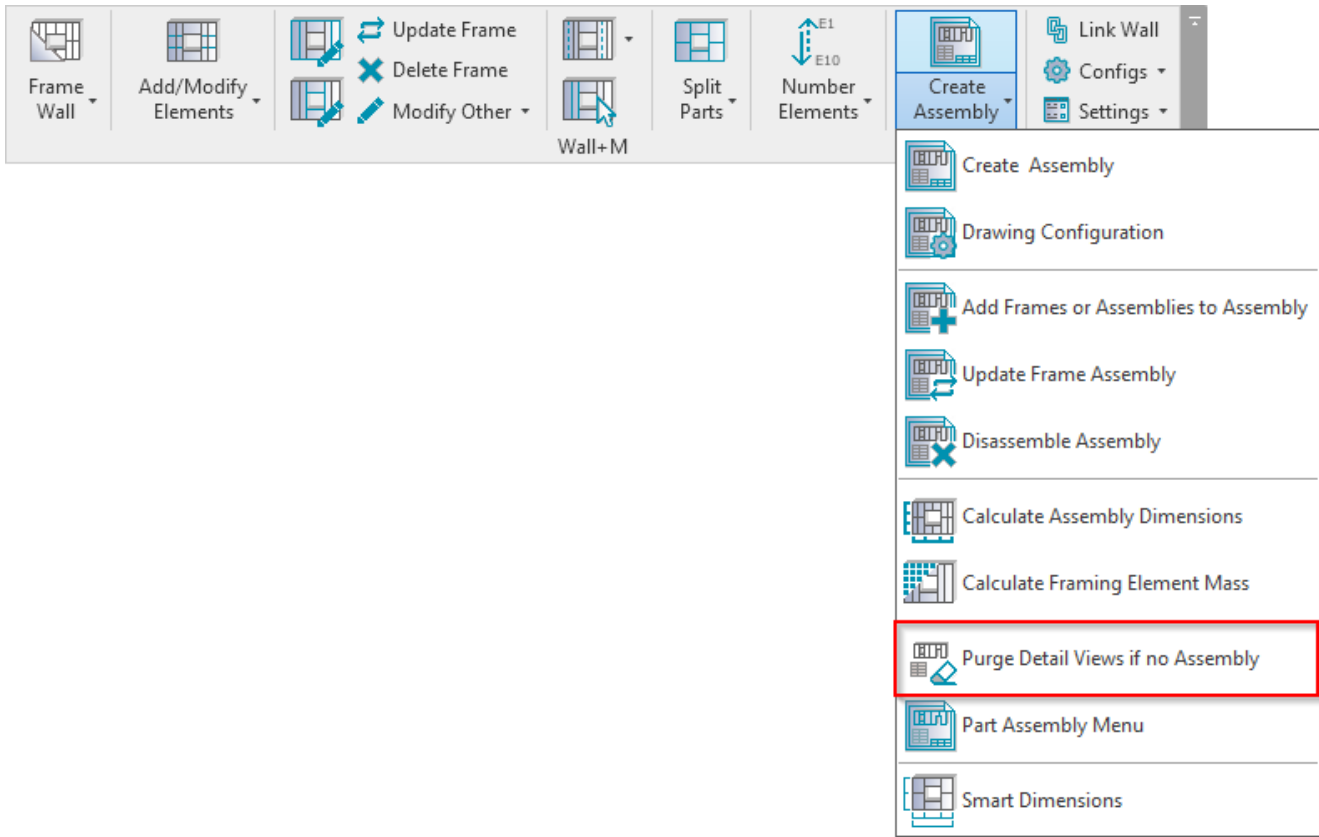 Frame
Wall
Add/Modify
Elements
Update Frame
Delete Frame
Modify Other
Wall+M
Split
Parts
E1
E10
Number
Elements
Create
Assembly
Link Wall
Configs
Settings
Create Assembly
Drawing Configuration
Add Frames or Assemblies to Assembly
Update Frame Assembly
Disassemble Assembly
Calculate Assembly Dimensions
Calculate Framing Element Mass
Purge Detail Views if no Assembly
Part Assembly Menu
Smart Dimensions